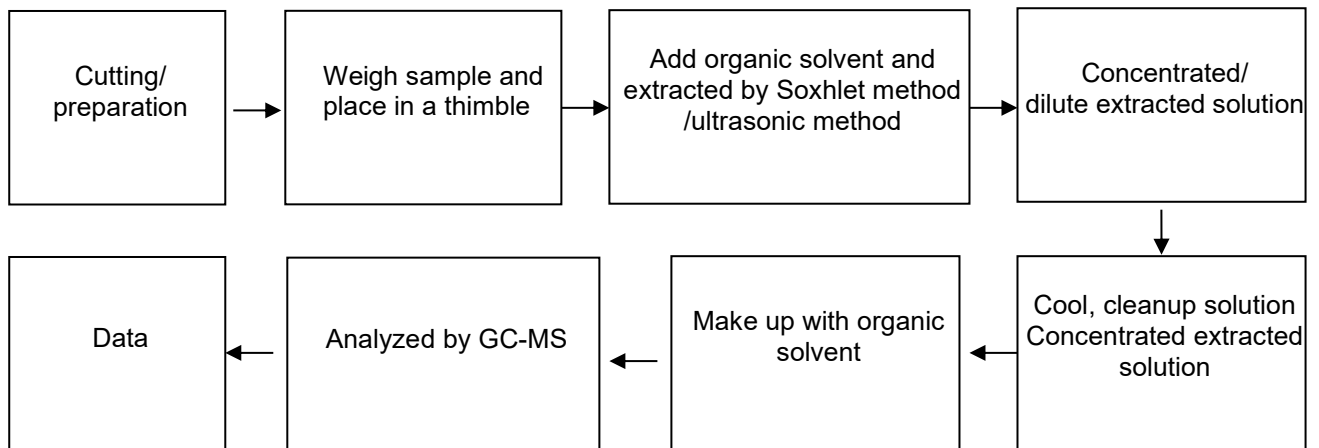 Cutting/
preparation
Weigh sample and
place in a thimble
Add organic solvent and
extracted by Soxhlet method
/ultrasonic method
Concentrated/
dilute extracted solution
Cool, cleanup solution
Concentrated extracted
solution
Make up with organic
solvent
Analyzed by GC-MS
Data